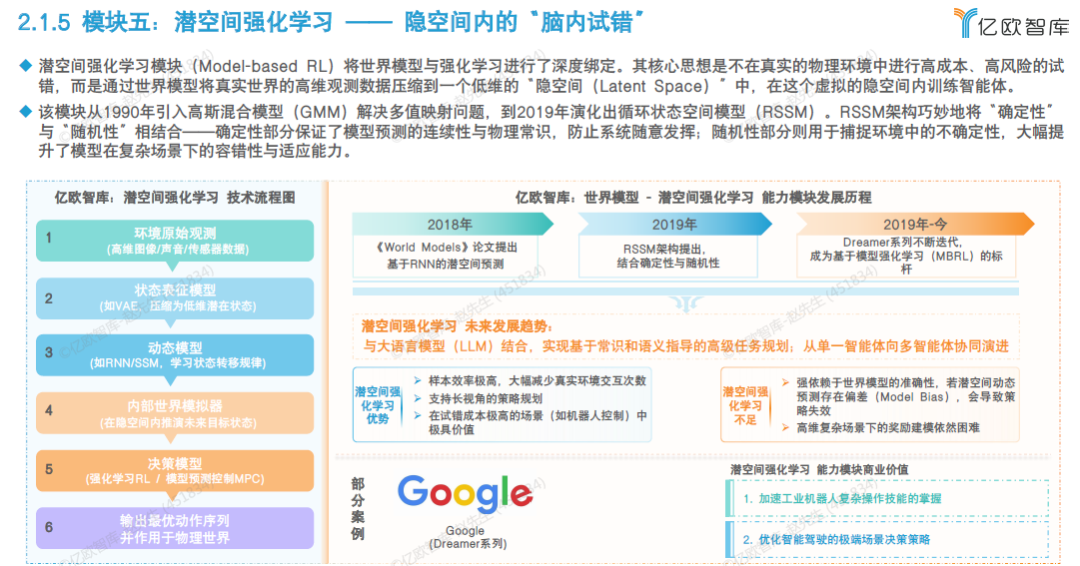 2.1.5 模块五：潜空间强化学习 —— 隐空间内的“脑内试错”
亿欧智库
潜空间强化学习模块（Model-based RL）将世界模型与强化学习进行了深度绑定。其核心思想是不在真实的物理环境中进行高成本、高风险的试
错，而是通过世界模型将真实世界的高维观测数据压缩到一个低维的“隐空间（Latent Space）”中，在这个虚拟的隐空间内训练智能体。
该模块从1990年引入高斯混合模型（GMM）解决多值映射问题，到2019年演化出循环状态空间模型（RSSM）。RSSM架构巧妙地将“确定性”
与“随机性”相结合——确定性部分保证了模型预测的连续性与物理常识，防止系统随意发挥；随机性部分则用于捕捉环境中的不确定性，大幅提
升了模型在复杂场景下的容错性与适应能力。
亿欧智库：潜空间强化学习 技术流程图
1
环境原始观测
(高维图像/声音/传感器数据)
2
状态表征模型
(如VAE，压缩为低维潜在状态)
3
动态模型
(如RNN/SSM，学习状态转移规律)
4
内部世界模拟器
(在隐空间内推演未来目标状态)
5
决策模型
(强化学习RL / 模型预测控制MPC)
6
输出最优动作序列
并作用于物理世界
亿欧智库：世界模型 - 潜空间强化学习 能力模块发展历程
2018年
《World Models》论文提出
基于RNN的潜空间预测
2019年
RSSM架构提出，
结合确定性与随机性
2019年-今
Dreamer系列不断迭代，
成为基于模型强化学习（MBRL）的标
杆
潜空间强化学习 未来发展趋势：
与大语言模型（LLM）结合，实现基于常识和语义指导的高级任务规划；从单一智能体向多智能体协同演进
潜空间强
化学习
优势
样本效率极高，大幅减少真实环境交互次数
支持长视角的策略规划
在试错成本极高的场景（如机器人控制）中
极具价值
潜空间强
化学习
不足
强依赖于世界模型的准确性，若潜空间动态
预测存在偏差（Model Bias），会导致策
略失效
高维复杂场景下的奖励建模依然困难
部
分
案
例
Google
Google
(Dreamer系列)
潜空间强化学习 能力模块商业价值
1. 加速工业机器人复杂操作技能的掌握
2. 优化智能驾驶的极端场景决策策略
©亿欧智库-赵先生 (451834)